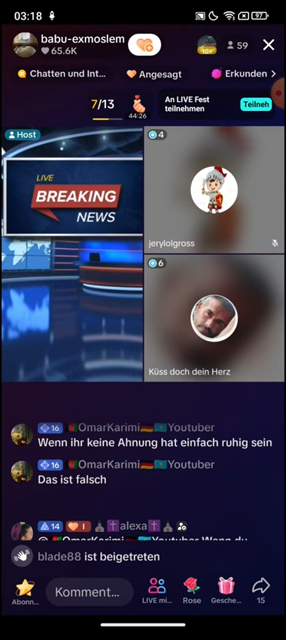 03:18
97
babu-exmoslem
65.6K
10+
59
Chatten und Int...
Angesagt
Erkunden
7/13
44:26
An LIVE Fest
teilnehmen
Teilneh
Host
LIVE
BREAKING
NEWS
4
jerylolgross
6
Küss doch dein Herz
16 OmarKarimi🇩🇪🇰🇿Youtuber
Wenn ihr keine Ahnung hat einfach ruhig sein
16 OmarKarimi🇩🇪🇰🇿Youtuber
Das ist falsch
14 I alexa
blade88 ist beigetreten
Abonn...
Komment...
LIVE mi...
Rose
Gesche...
15